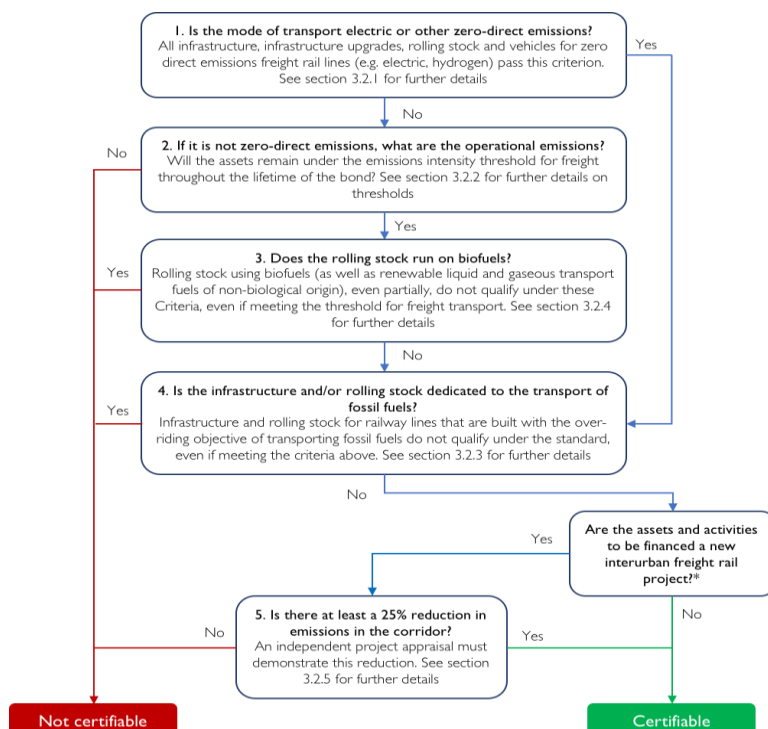 1. Is the mode of transport electric or other zero-direct emissions?
All infrastructure, infrastructure upgrades, rolling stock and vehicles for zero
direct emissions freight rail lines (e.g. electric, hydrogen) pass this criterion.
See section 3.2.1 for further details
Yes
No
2. If it is not zero-direct emissions, what are the operational emissions?
Will the assets remain under the emissions intensity threshold for freight
throughout the lifetime of the bond? See section 3.2.2 for further details on
thresholds
No
Yes
3. Does the rolling stock run on biofuels?
Rolling stock using biofuels (as well as renewable liquid and gaseous transport
fuels of non-biological origin), even partially, do not qualify under these
Criteria, even if meeting the threshold for freight transport. See section 3.2.4
for further details
Yes
No
4. Is the infrastructure and/or rolling stock dedicated to the transport of
fossil fuels?
Infrastructure and rolling stock for railway lines that are built with the over-
riding objective of transporting fossil fuels do not qualify under the standard,
even if meeting the criteria above. See section 3.2.3 for further details
Yes
No
Are the assets and activities
to be financed a new
interurban freight rail
project?*
Yes
No
5. Is there at least a 25% reduction in
emissions in the corridor?
An independent project appraisal must
demonstrate this reduction. See section
3.2.5 for further details
No
Yes
Not certifiable
Certifiable